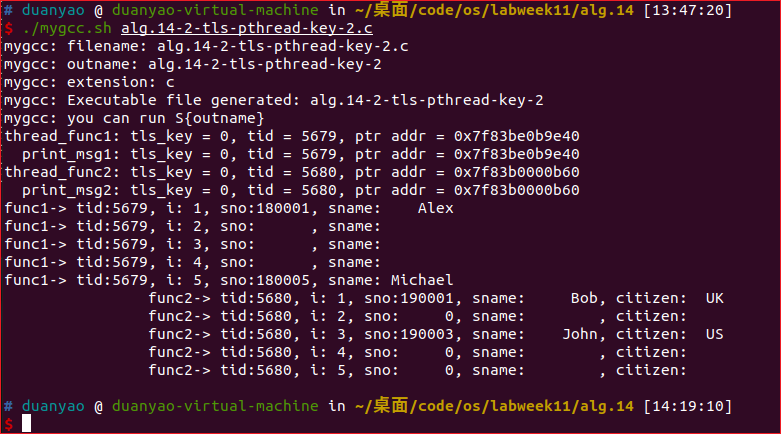 # duanyao @ duanyao-virtual-machine in ~/桌面/code/os/labweek11/alg.14 [13:47:20]
$ ./mygcc.sh alg.14-2-tls-pthread-key-2.c
mygcc: filename: alg.14-2-tls-pthread-key-2.c
mygcc: outname: alg.14-2-tls-pthread-key-2
mygcc: extension: c
mygcc: Executable file generated: alg.14-2-tls-pthread-key-2
mygcc: you can run S{outname}
thread_func1: tls_key = 0, tid = 5679, ptr addr = 0x7f83be0b9e40
  print_msg1: tls_key = 0, tid = 5679, ptr addr = 0x7f83be0b9e40
thread_func2: tls_key = 0, tid = 5680, ptr addr = 0x7f83b0000b60
  print_msg2: tls_key = 0, tid = 5680, ptr addr = 0x7f83b0000b60
func1-> tid:5679, i: 1, sno:180001, sname:    Alex
func1-> tid:5679, i: 2, sno:      , sname:
func1-> tid:5679, i: 3, sno:      , sname:
func1-> tid:5679, i: 4, sno:      , sname:
func1-> tid:5679, i: 5, sno:180005, sname: Michael
                func2-> tid:5680, i: 1, sno:190001, sname:     Bob, citizen:  UK
                func2-> tid:5680, i: 2, sno:     0, sname:        , citizen:
                func2-> tid:5680, i: 3, sno:190003, sname:    John, citizen:  US
                func2-> tid:5680, i: 4, sno:     0, sname:        , citizen:
                func2-> tid:5680, i: 5, sno:     0, sname:        , citizen:
# duanyao @ duanyao-virtual-machine in ~/桌面/code/os/labweek11/alg.14 [14:19:10]
$